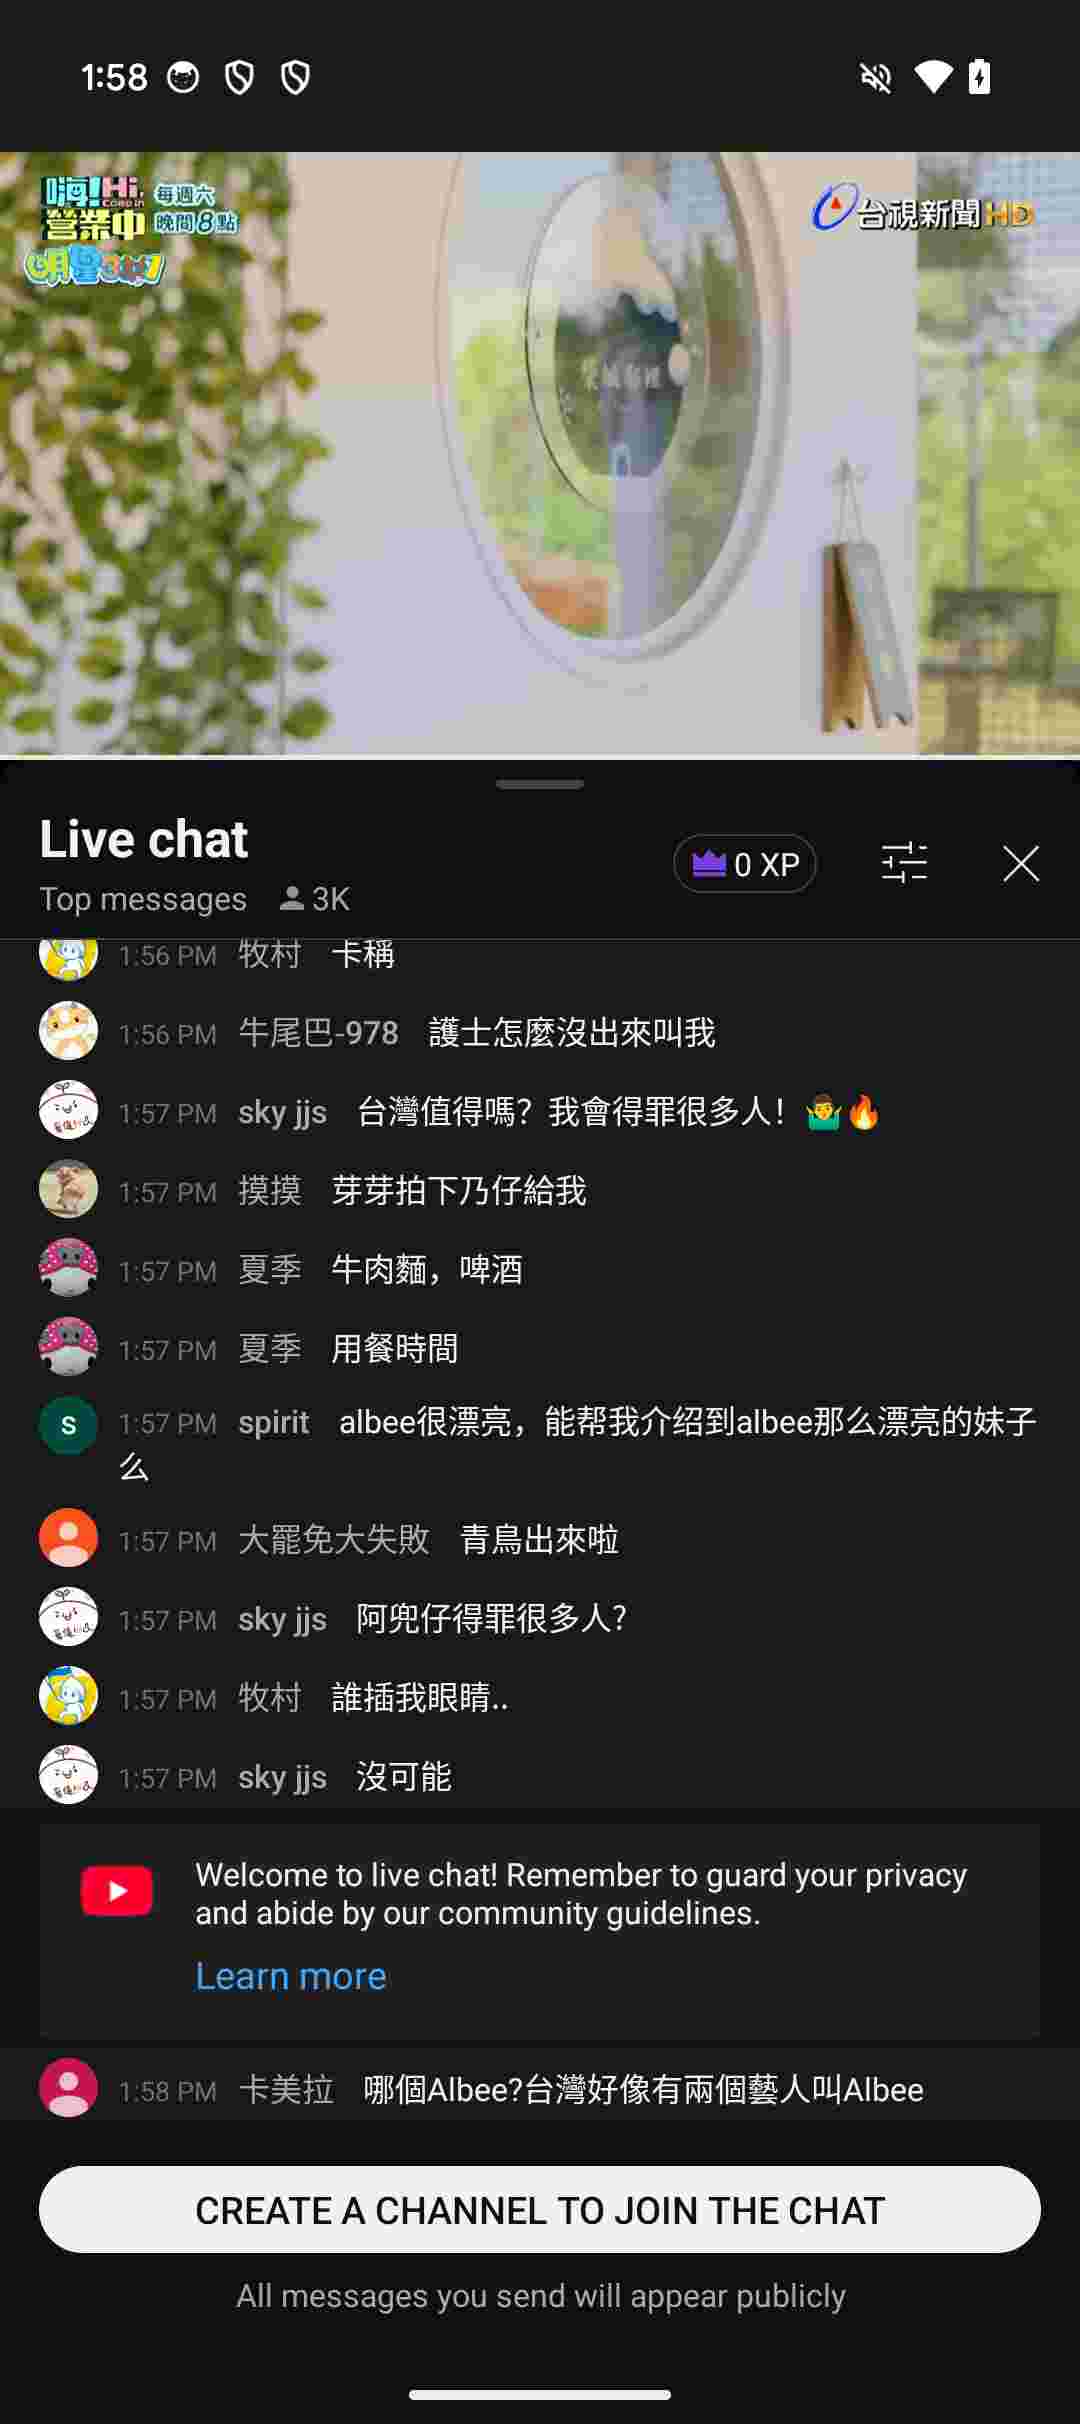 1:58
嗨!Hi,
營業中
每週六
晚間8點
台視新聞HD
Live chat
Top messages 3K
0 XP
1:56 PM 牧村 卡稱
1:56 PM 牛尾巴-978 護士怎麼沒出來叫我
1:57 PM sky jjs 台灣值得嗎？我會得罪很多人！🤷‍♂️🔥
1:57 PM 摸摸 芽芽拍下乃仔給我
1:57 PM 夏季 牛肉麵，啤酒
1:57 PM 夏季 用餐時間
S
1:57 PM spirit albee很漂亮，能帮我介绍到albee那么漂亮的妹子
么
1:57 PM 大罷免大失敗 青鳥出來啦
1:57 PM sky jjs 阿兜仔得罪很多人?
1:57 PM 牧村 誰插我眼睛..
1:57 PM sky jjs 沒可能
Welcome to live chat! Remember to guard your privacy
and abide by our community guidelines.
Learn more
1:58 PM 卡美拉 哪個Albee?台灣好像有兩個藝人叫Albee
CREATE A CHANNEL TO JOIN THE CHAT
All messages you send will appear publicly